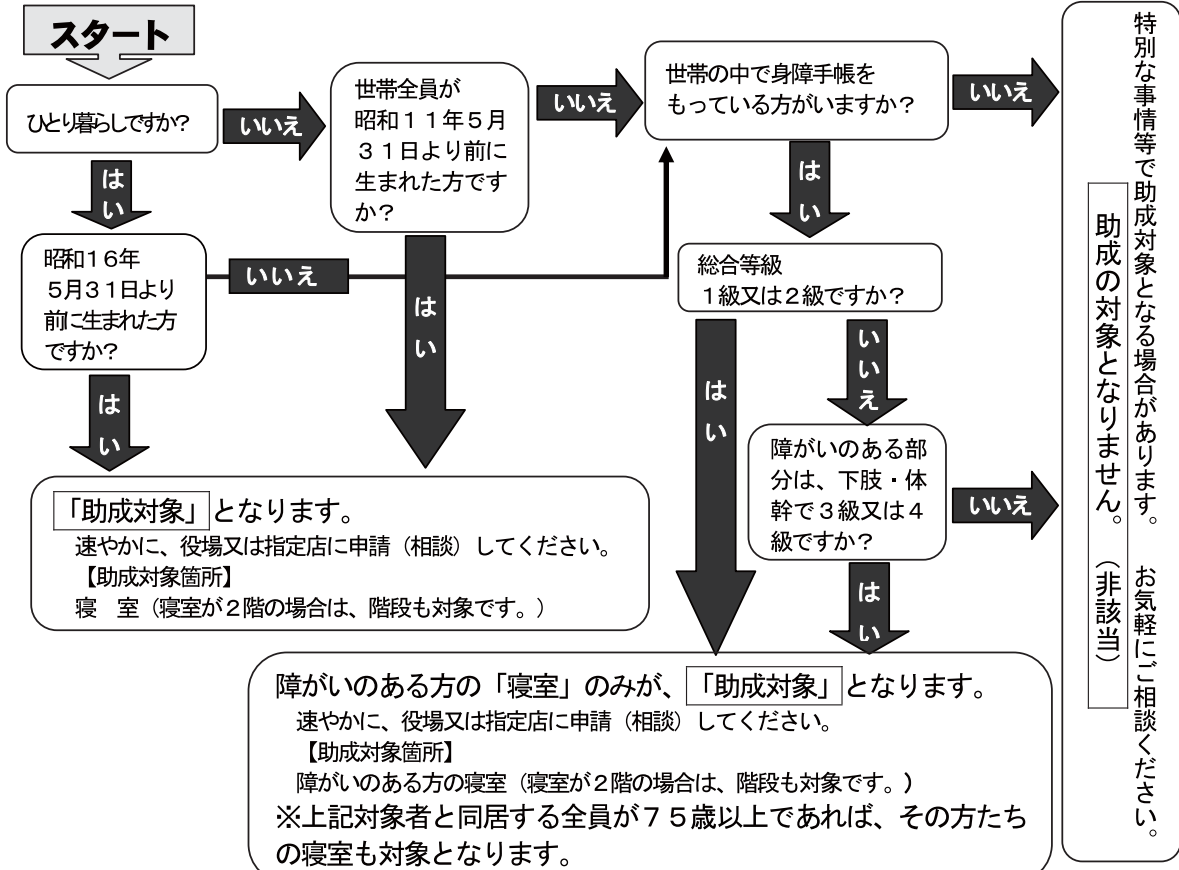 スタート
ひとり暮らしですか?
いいえ
世帯全員が
昭和11年5月
31日より前に
生まれた方です
か?
いいえ
世帯の中で身障手帳を
もっている方がいますか?
いいえ
はい
昭和16年
5月31日より
前に生まれた方
ですか?
いいえ
はい
はい
総合等級
1級又は2級ですか?
はい
いいえ
はい
障がいのある部
分は、下肢・体
幹で3級又は4
級ですか?
いいえ
はい
「助成対象」となります。
速やかに、役場又は指定店に申請(相談)してください。
【助成対象箇所】
寝 室(寝室が2階の場合は、階段も対象です。)
障がいのある方の「寝室」のみが、「助成対象」となります。
速やかに、役場又は指定店に申請(相談)してください。
【助成対象箇所】
障がいのある方の寝室(寝室が2階の場合は、階段も対象です。)
※上記対象者と同居する全員が75歳以上であれば、その方たち
の寝室も対象となります。
特別な事情等で助成対象となる場合があります。 お気軽にご相談ください。
助成の対象となりません。 (非該当)